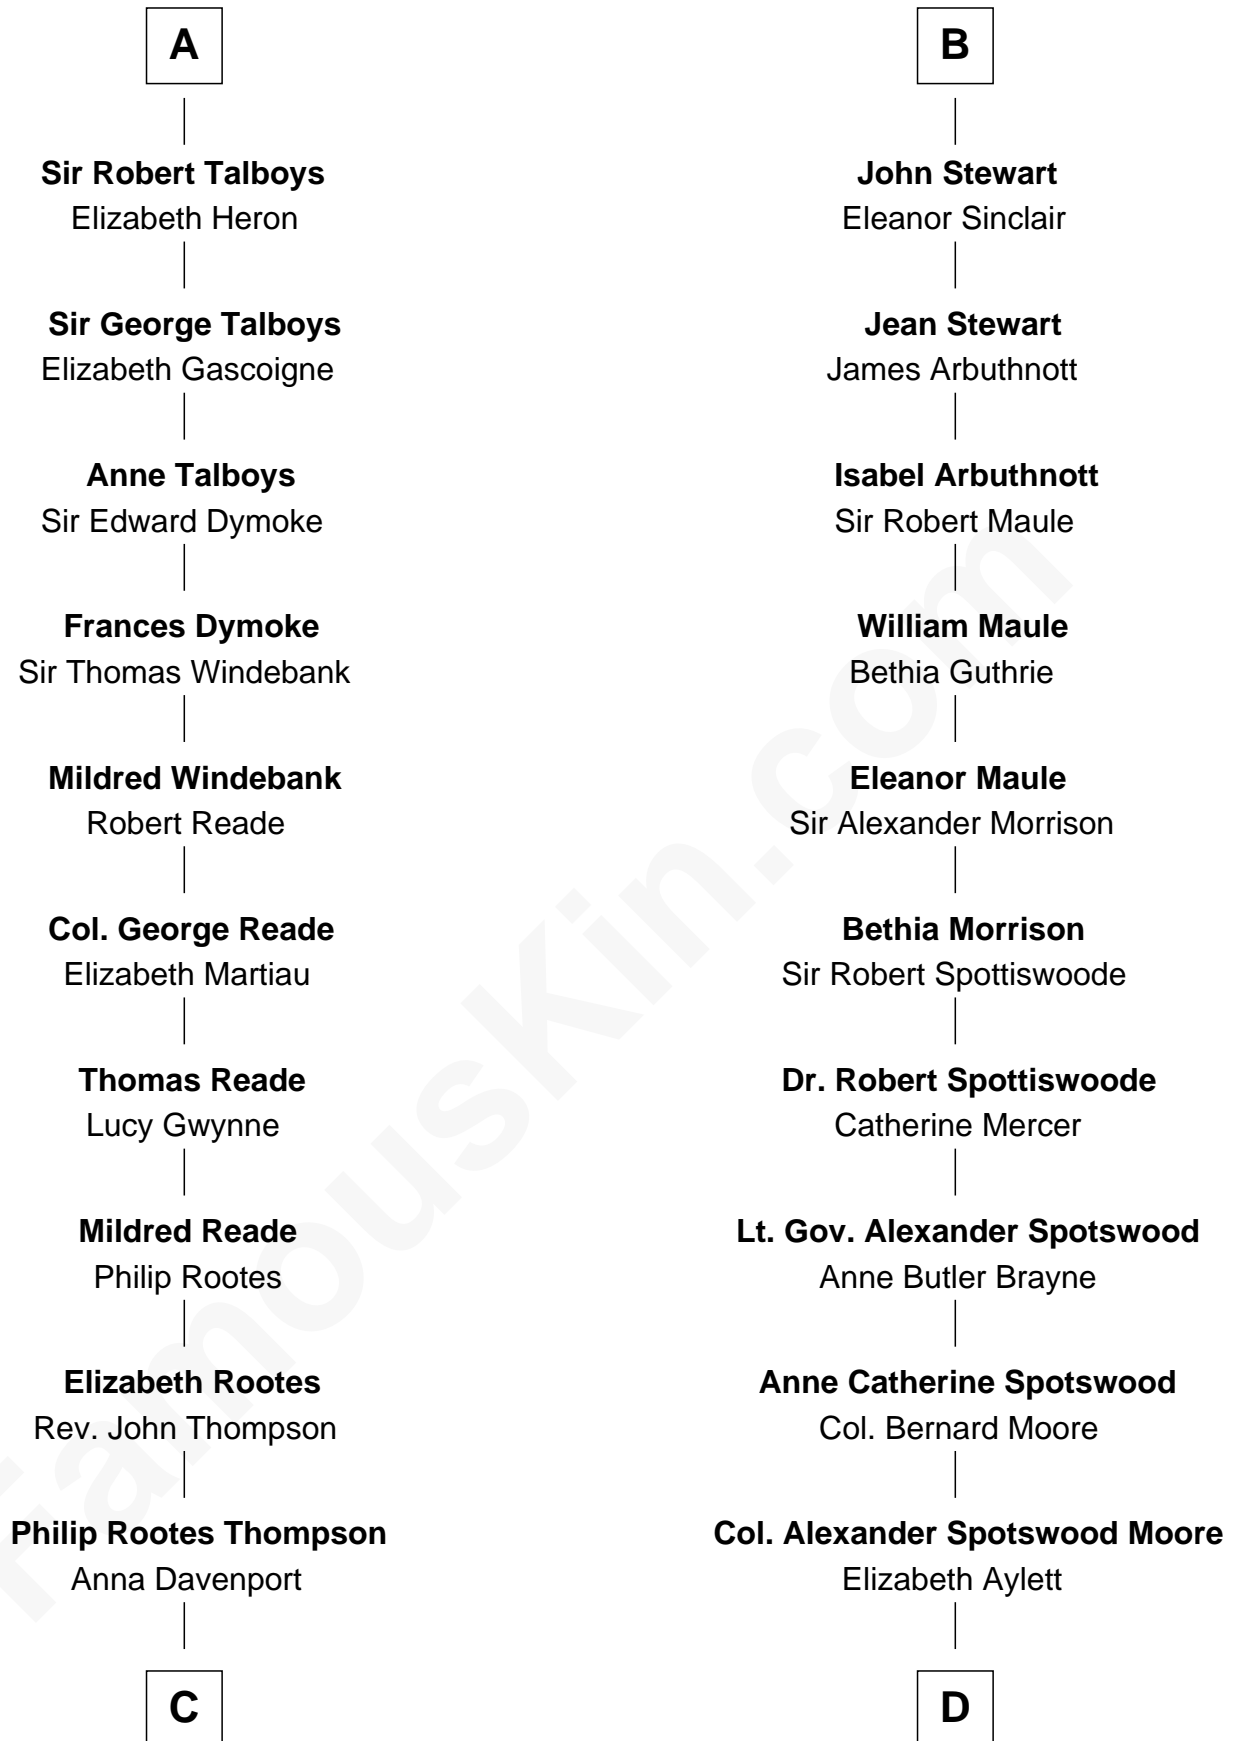 A
Sir Robert Talboys
Elizabeth Heron
Sir George Talboys
Elizabeth Gascoigne
Anne Talboys
Sir Edward Dymoke
Frances Dymoke
Sir Thomas Windebank
Mildred Windebank
Robert Reade
Col. George Reade
Elizabeth Martiau
Thomas Reade
Lucy Gwynne
Mildred Reade
Philip Rootes
Elizabeth Rootes
Rev. John Thompson
Philip Rootes Thompson
Anna Davenport
C
B
John Stewart
Eleanor Sinclair
Jean Stewart
James Arbuthnott
Isabel Arbuthnott
Sir Robert Maule
William Maule
Bethia Guthrie
Eleanor Maule
Sir Alexander Morrison
Bethia Morrison
Sir Robert Spottiswoode
Dr. Robert Spottiswoode
Catherine Mercer
Lt. Gov. Alexander Spotswood
Anne Butler Brayne
Anne Catherine Spotswood
Col. Bernard Moore
Col. Alexander Spotswood Moore
Elizabeth Aylett
D
FamousKin.com